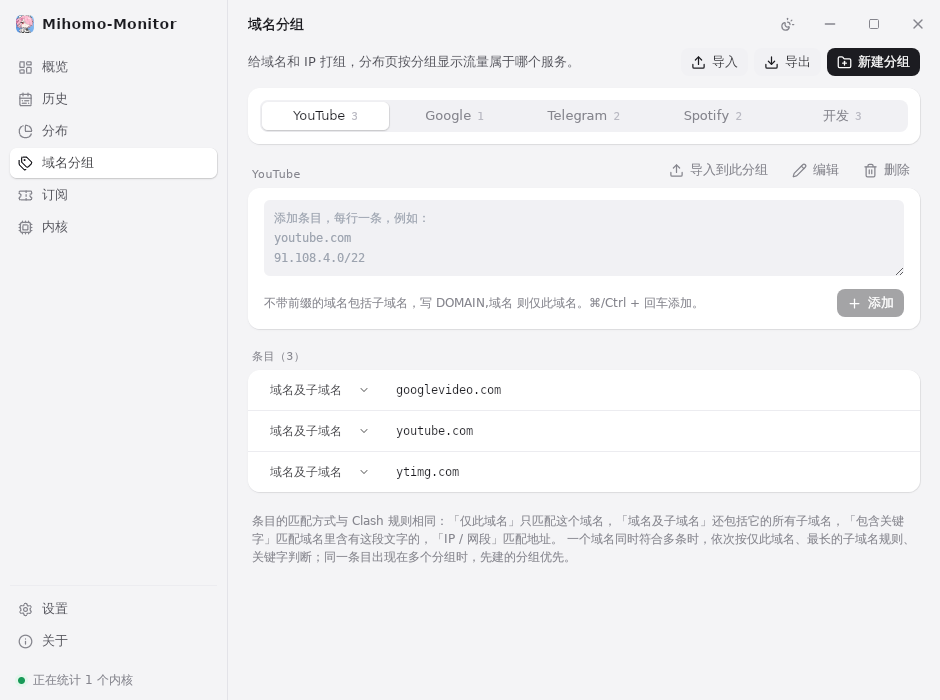 Mihomo-Monitor
概览
历史
分布
域名分组
订阅
内核
设置
关于
正在统计 1 个内核
域名分组
给域名和 IP 打组，分布页按分组显示流量属于哪个服务。
导入
导出
新建分组
YouTube 3
Google 1
Telegram 2
Spotify 2
开发 3
YouTube
导入到此分组
编辑
删除
添加条目，每行一条，例如：
youtube.com
91.108.4.0/22
不带前缀的域名包括子域名，写 DOMAIN,域名 则仅此域名。⌘/Ctrl + 回车添加。
添加
条目（3）
域名及子域名 googlevideo.com
域名及子域名 youtube.com
域名及子域名 ytimg.com
条目的匹配方式与 Clash 规则相同：「仅此域名」只匹配这个域名，「域名及子域名」还包括它的所有子域名，「包含关键
字」匹配域名里含有这段文字的，「IP / 网段」匹配地址。 一个域名同时符合多条时，依次按仅此域名、最长的子域名规则、
关键字判断；同一条目出现在多个分组时，先建的分组优先。